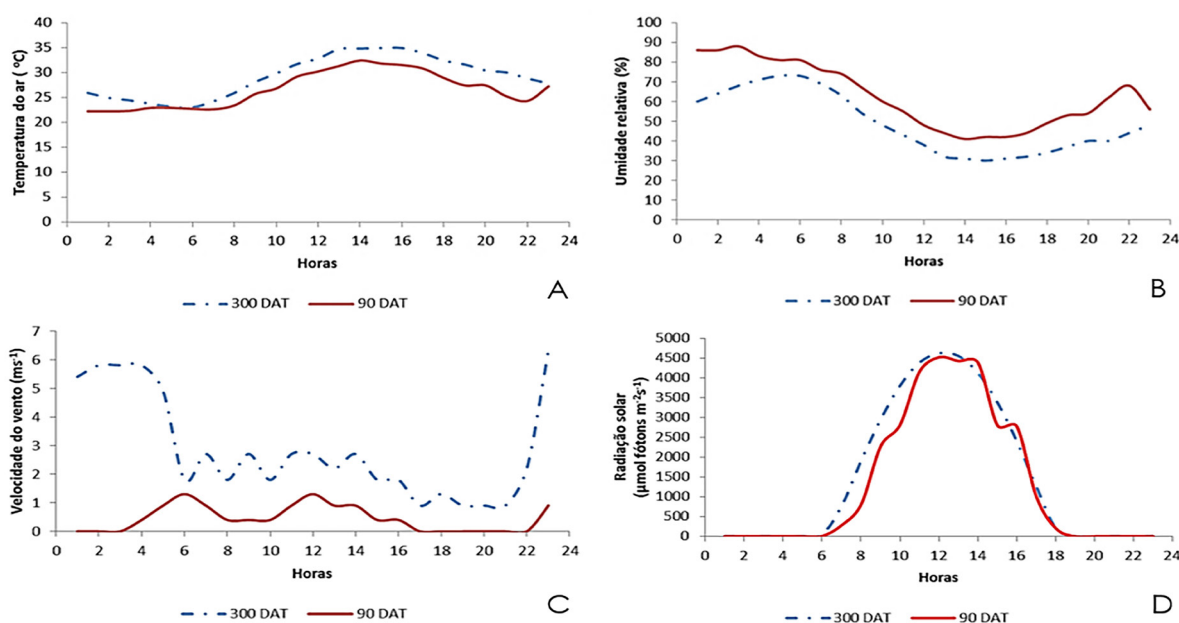 Temperatura do ar ( ºC)
40
35
30
25
20
15
10
5
0
0 2 4 6 8 10 12 14 16 18 20 22 24
Horas
300 DAT 90 DAT
A
Umidade relativa (%)
100
90
80
70
60
50
40
30
20
10
0
0 2 4 6 8 10 12 14 16 18 20 22 24
Horas
300 DAT 90 DAT
B
Velocidade do vento (ms⁻¹)
7
6
5
4
3
2
1
0
0 2 4 6 8 10 12 14 16 18 20 22 24
Horas
300 DAT 90 DAT
C
Radiação solar
(µmol fótons m⁻²s⁻¹)
5000
4500
4000
3500
3000
2500
2000
1500
1000
500
0
0 2 4 6 8 10 12 14 16 18 20 22 24
Horas
300 DAT 90 DAT
D